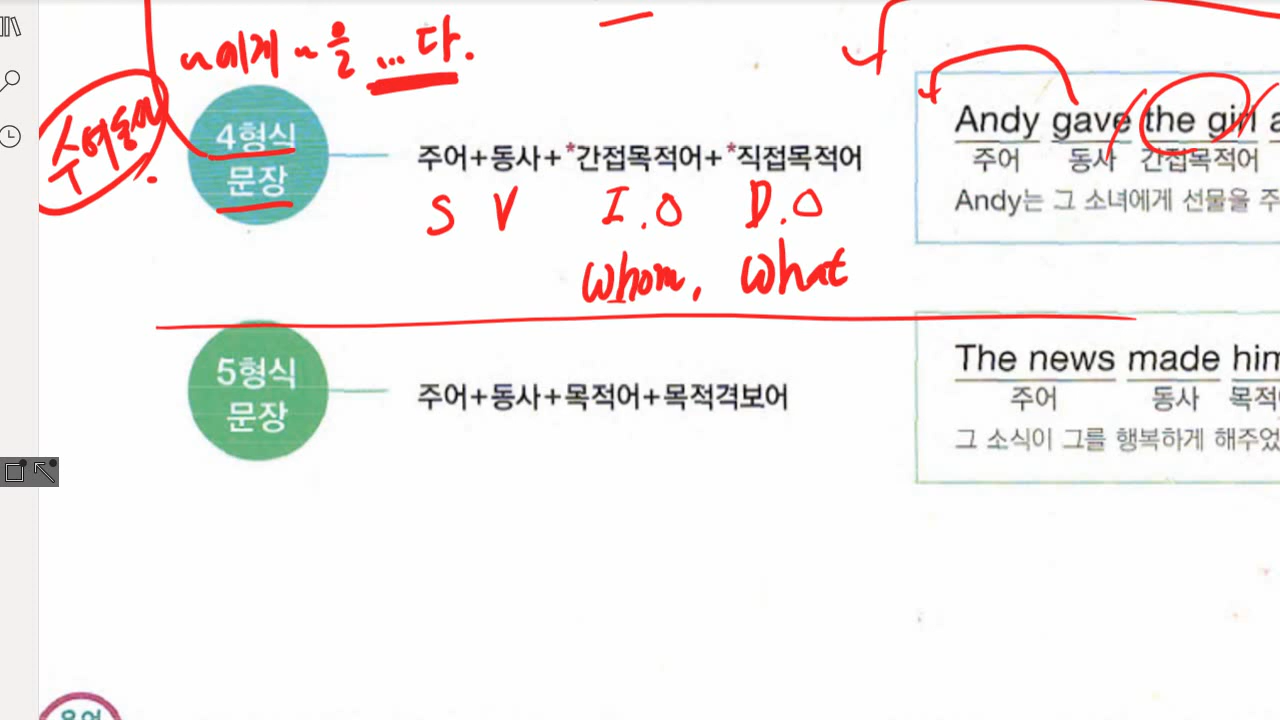 ~에게 ~을 ...다.
수여동사
4형식
문장
주어+동사+*간접목적어+*직접목적어
S V I.O D.O
whom, what
Andy gave the girl a
주어 동사 간접목적어
Andy는 그 소녀에게 선물을 주
5형식
문장
주어+동사+목적어+목적격보어
The news made him
주어 동사 목적
그 소식이 그를 행복하게 해주었